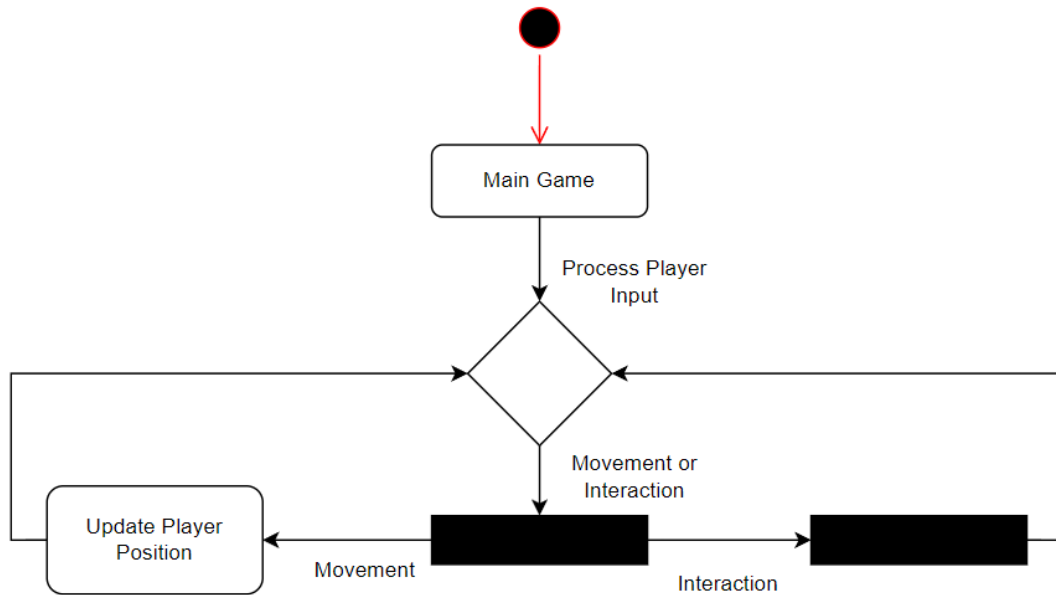 Main Game
Process Player
Input
Movement or
Interaction
Update Player
Position
Movement
Interaction